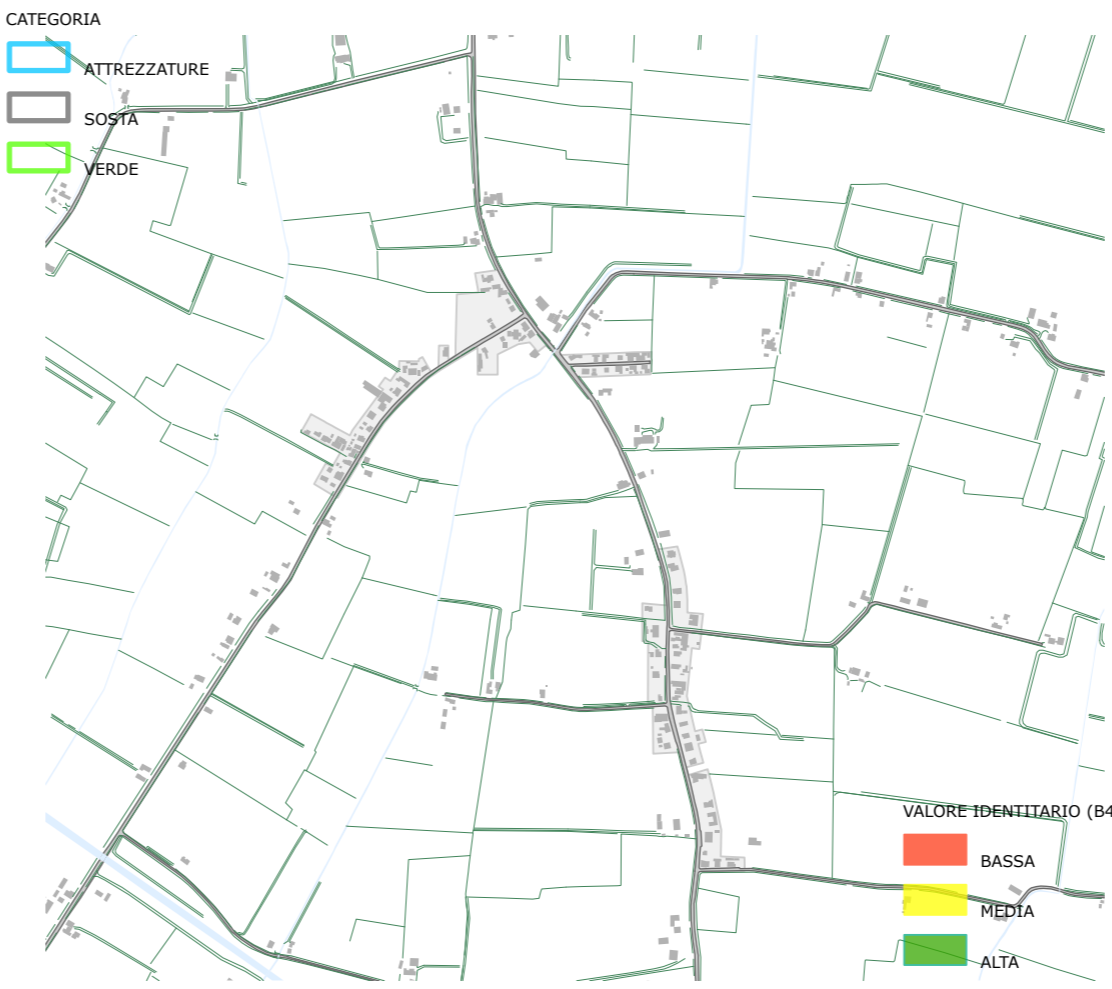 CATEGORIA
ATTREZZATURE
SOSTA
VERDE
VALORE IDENTITARIO (B4
BASSA
MEDIA
ALTA